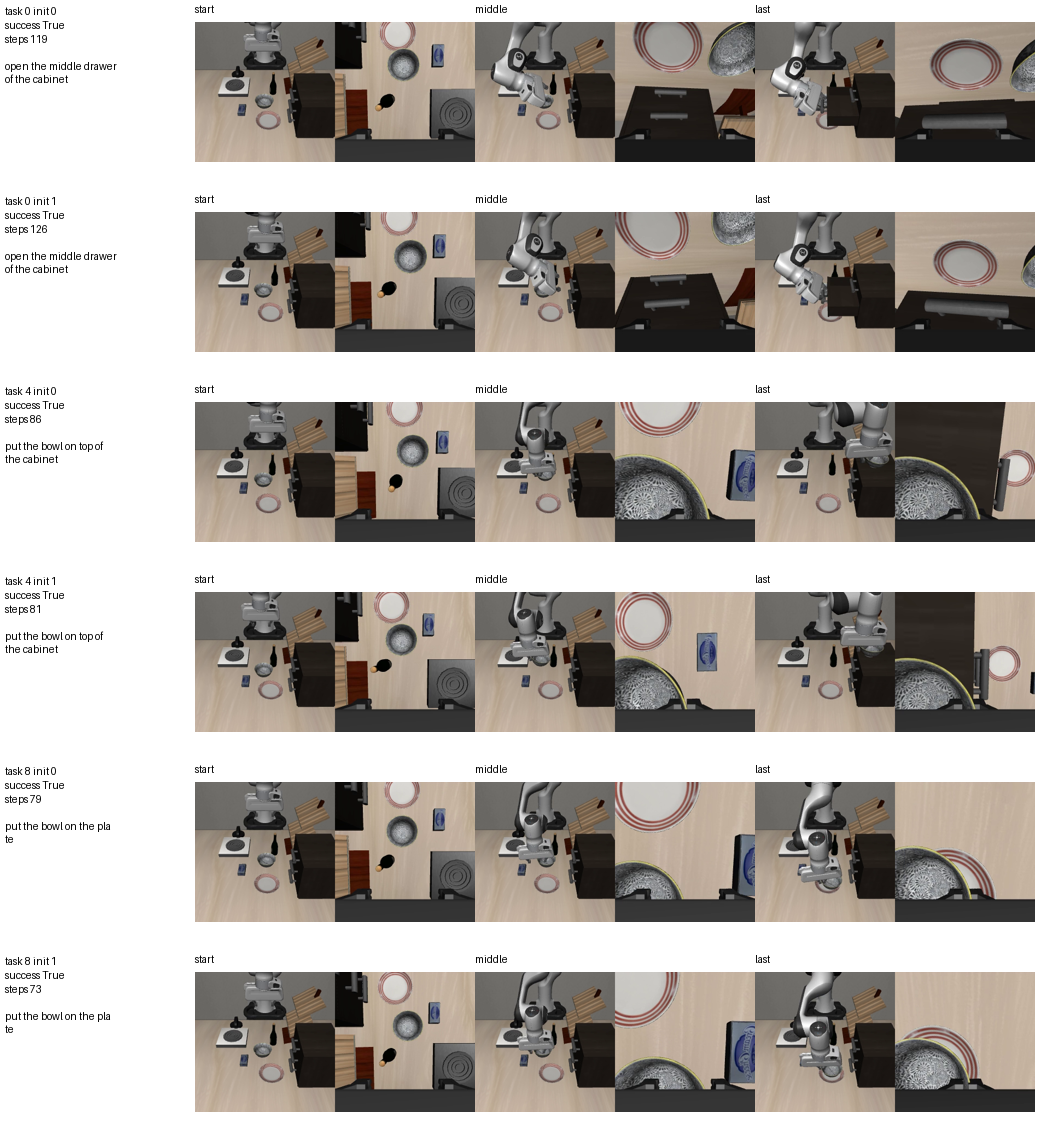 task 0 init 0
success True
steps 119
open the middle drawer
of the cabinet
start
middle
last
task 0 init 1
success True
steps 126
open the middle drawer
of the cabinet
start
middle
last
task 4 init 0
success True
steps 86
put the bowl on top of
the cabinet
start
middle
last
task 4 init 1
success True
steps 81
put the bowl on top of
the cabinet
start
middle
last
task 8 init 0
success True
steps 79
put the bowl on the pla
te
start
middle
last
task 8 init 1
success True
steps 73
put the bowl on the pla
te
start
middle
last